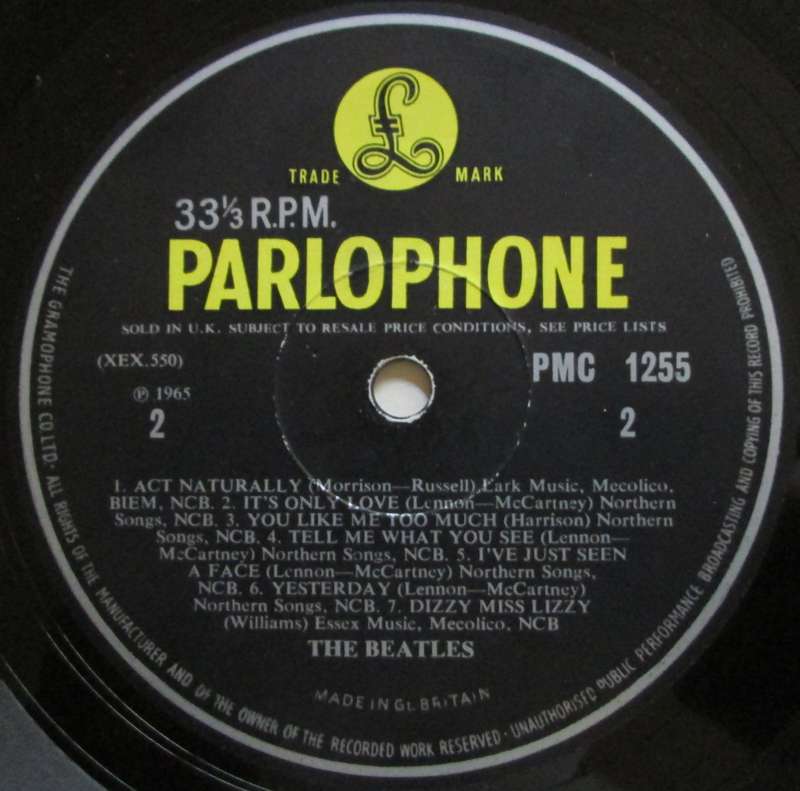 £
TRADE MARK
33⅓ R.P.M.
PARLOPHONE
SOLD IN U.K. SUBJECT TO RESALE PRICE CONDITIONS, SEE PRICE LISTS
(XEX.550) PMC 1255
℗ 1965
2 2
1. ACT NATURALLY (Morrison—Russell) Lark Music, Mecolico,
BIEM, NCB. 2. IT'S ONLY LOVE (Lennon—McCartney) Northern
Songs, NCB. 3. YOU LIKE ME TOO MUCH (Harrison) Northern
Songs, NCB. 4. TELL ME WHAT YOU SEE (Lennon—
McCartney) Northern Songs, NCB. 5. I'VE JUST SEEN
A FACE (Lennon—McCartney) Northern Songs,
NCB. 6. YESTERDAY (Lennon—McCartney)
Northern Songs, NCB. 7. DIZZY MISS LIZZY
(Williams) Essex Music, Mecolico, NCB
THE BEATLES
MADE IN GT. BRITAIN
THE GRAMOPHONE CO. LTD. · ALL RIGHTS OF THE MANUFACTURER AND OF THE OWNER OF THE RECORDED WORK RESERVED · UNAUTHORISED PUBLIC PERFORMANCE BROADCASTING AND COPYING OF THIS RECORD PROHIBITED